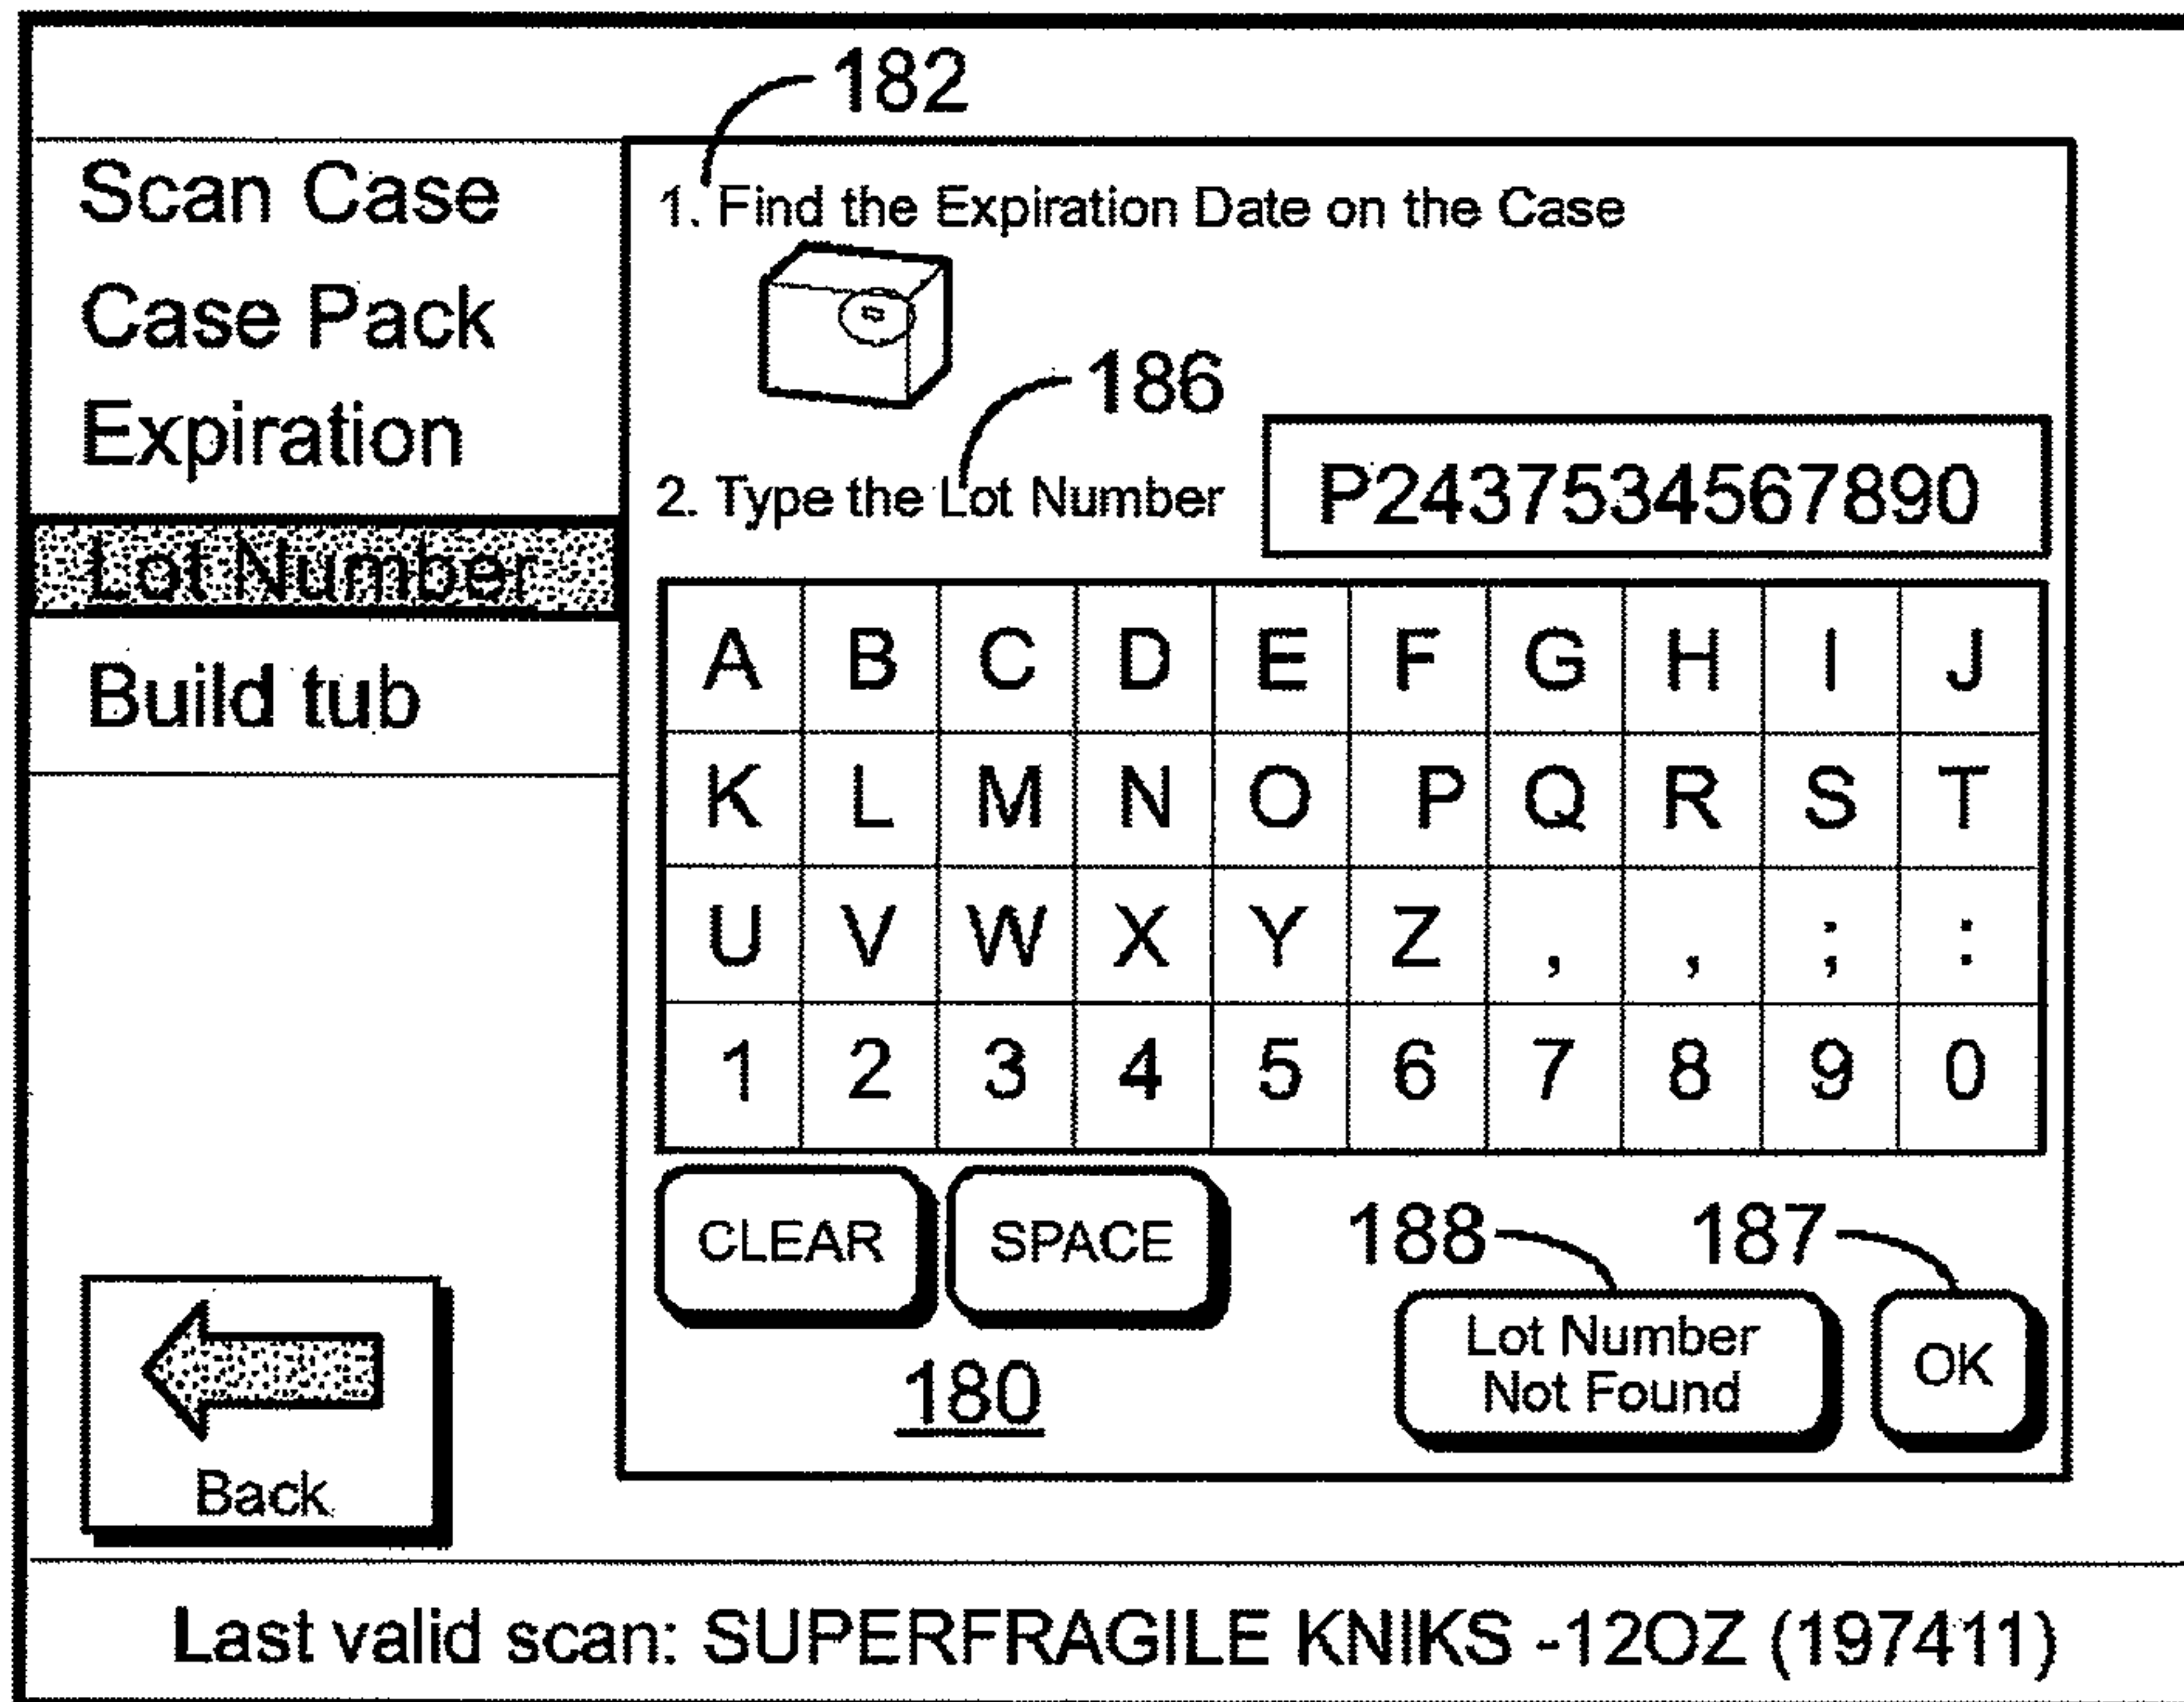 182
Scan Case
Case Pack
Expiration
Lot Number
Build tub
1. Find the Expiration Date on the Case
186
2. Type the Lot Number
P2437534567890
A B C D E F G H I J
K L M N O P Q R S T
U V W X Y Z , , ; :
1 2 3 4 5 6 7 8 9 0
CLEAR SPACE
188 187
Lot Number
Not Found
OK
180
Back
Last valid scan: SUPERFRAGILE KNIKS -12OZ (197411)